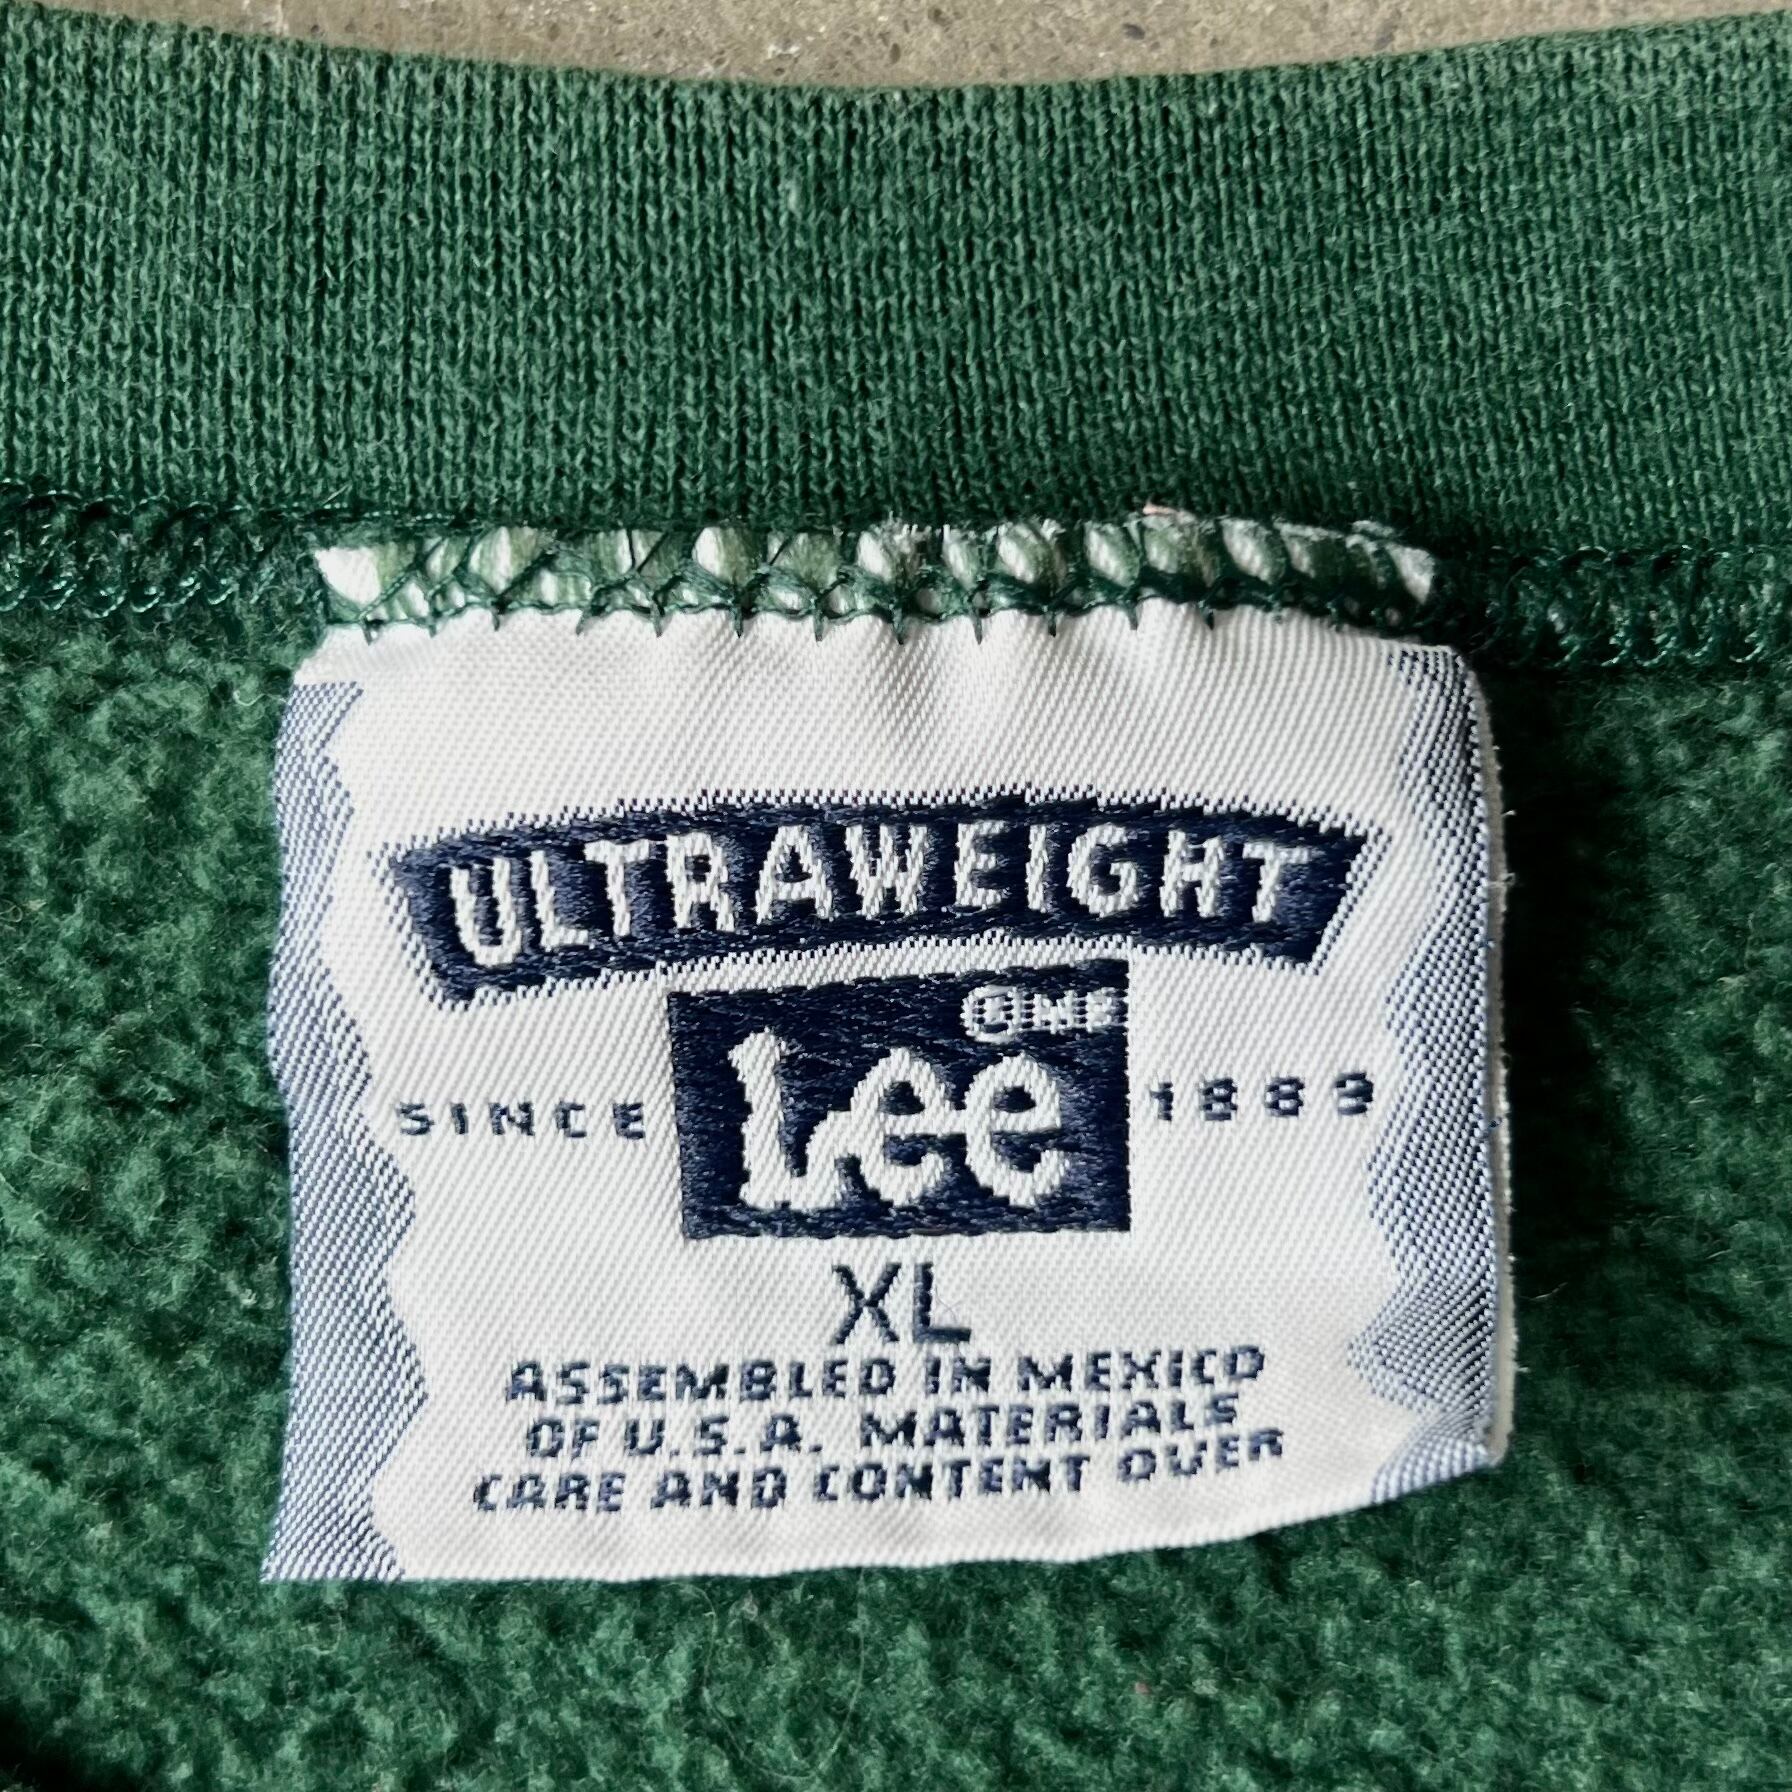 ULTRAWEIGHT
SINCE Lee 1889
XL
ASSEMBLED IN MEXICO
OF U.S.A. MATERIALS
CARE AND CONTENT OVER